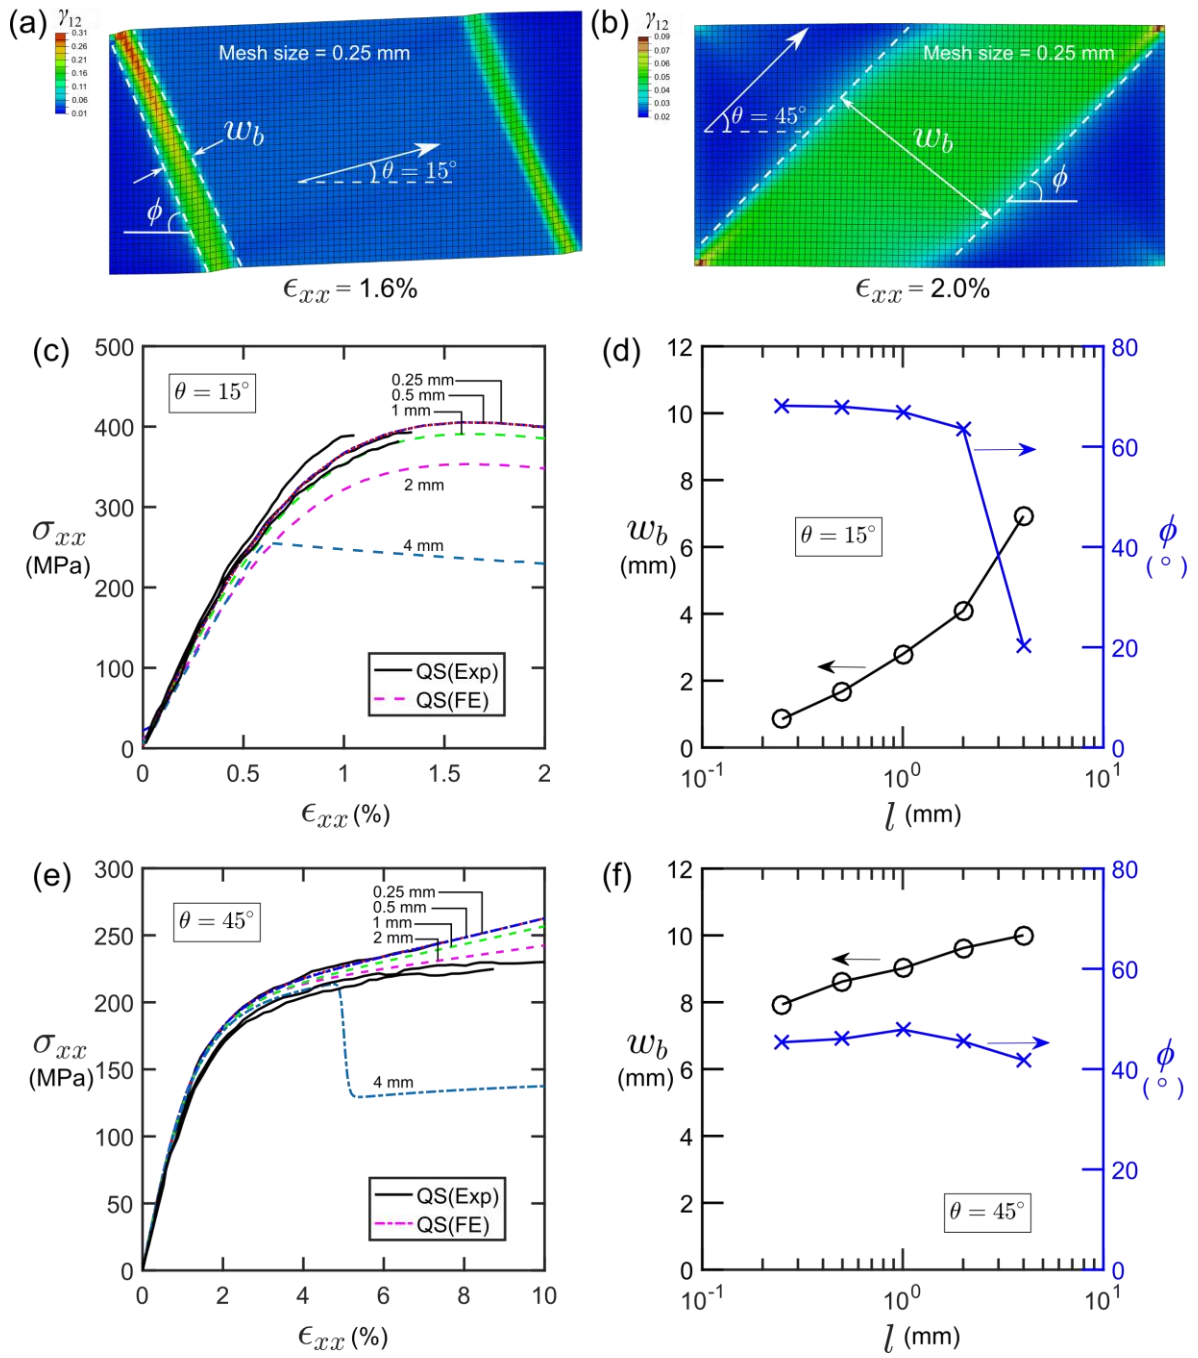 (a)
γ12
0.31
0.26
0.21
0.16
0.11
0.06
0.01
Mesh size = 0.25 mm
w_b
θ = 15°
ϕ
ϵ_xx = 1.6%
(b)
γ12
0.09
0.08
0.07
0.06
0.04
0.03
0.02
Mesh size = 0.25 mm
θ = 45°
w_b
ϕ
ϵ_xx = 2.0%
(c)
500
400
300
200
100
0
σ_xx
(MPa)
θ = 15°
0.25 mm
0.5 mm
1 mm
2 mm
4 mm
QS(Exp)
QS(FE)
0 0.5 1 1.5 2
ϵ_xx (%)
(d)
12
10
8
6
4
2
0
w_b
(mm)
θ = 15°
80
60
40
20
0
ϕ
(°)
10^-1 10^0 10^1
l (mm)
(e)
300
250
200
150
100
50
0
σ_xx
(MPa)
θ = 45°
0.25 mm
0.5 mm
1 mm
2 mm
4 mm
QS(Exp)
QS(FE)
0 2 4 6 8 10
ϵ_xx (%)
(f)
12
10
8
6
4
2
0
w_b
(mm)
θ = 45°
80
60
40
20
0
ϕ
(°)
10^-1 10^0 10^1
l (mm)